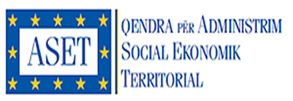 ASET
QENDRA PËR ADMINISTRIM
SOCIAL EKONOMIK
TERRITORIAL